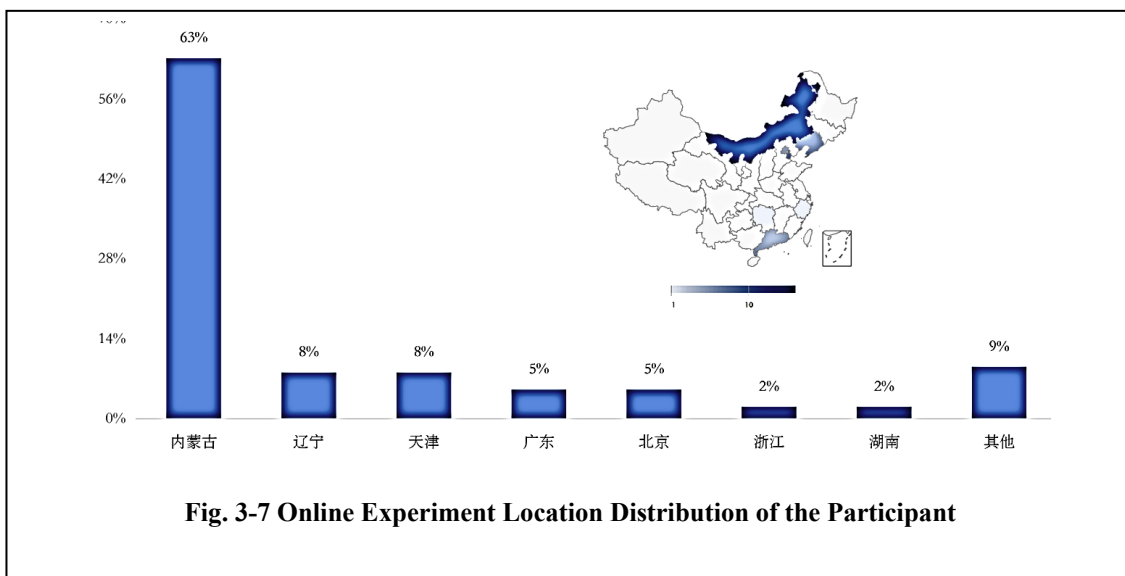 63%
56%
42%
28%
14%
0%
8%
8%
5%
5%
2%
2%
9%
内蒙古
辽宁
天津
广东
北京
浙江
湖南
其他
1
10
Fig. 3-7 Online Experiment Location Distribution of the Participant